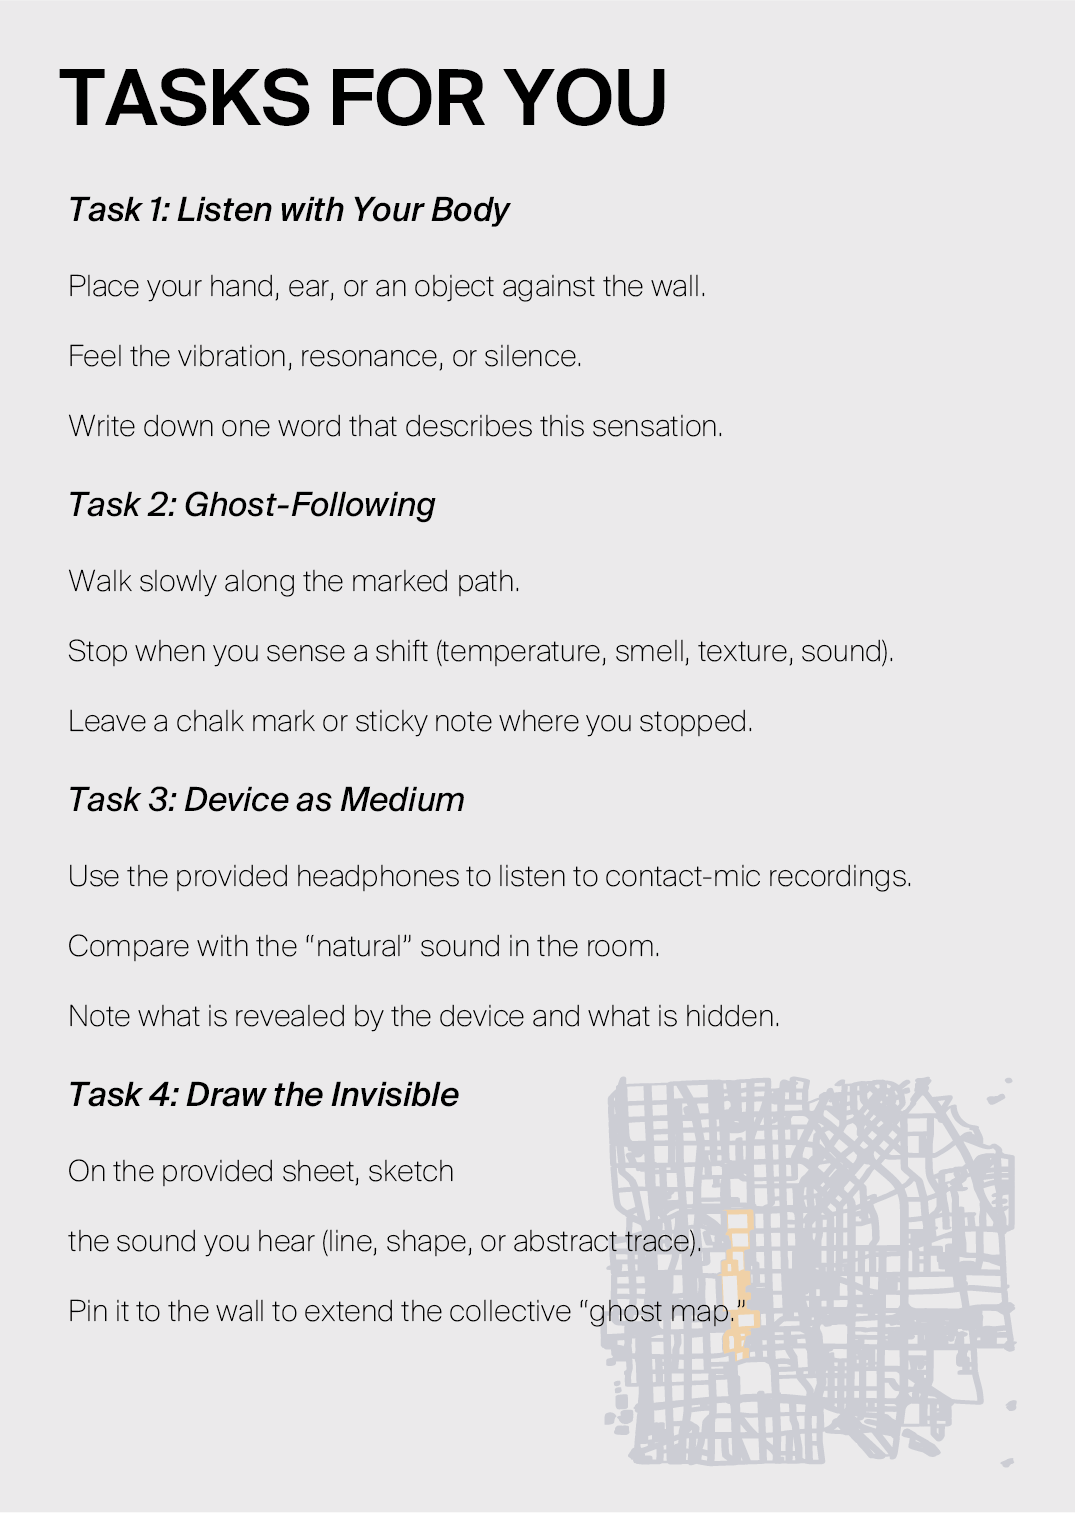 TASKS FOR YOU
Task 1: Listen with Your Body
Place your hand, ear, or an object against the wall.
Feel the vibration, resonance, or silence.
Write down one word that describes this sensation.
Task 2: Ghost-Following
Walk slowly along the marked path.
Stop when you sense a shift (temperature, smell, texture, sound).
Leave a chalk mark or sticky note where you stopped.
Task 3: Device as Medium
Use the provided headphones to listen to contact-mic recordings.
Compare with the “natural” sound in the room.
Note what is revealed by the device and what is hidden.
Task 4: Draw the Invisible
On the provided sheet, sketch
the sound you hear (line, shape, or abstract trace).
Pin it to the wall to extend the collective “ghost map.”